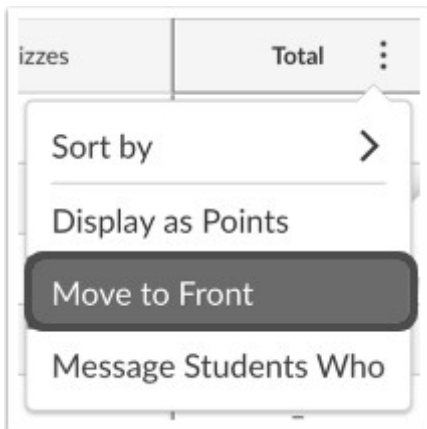 izzes Total
Sort by
Display as Points
Move to Front
Message Students Who